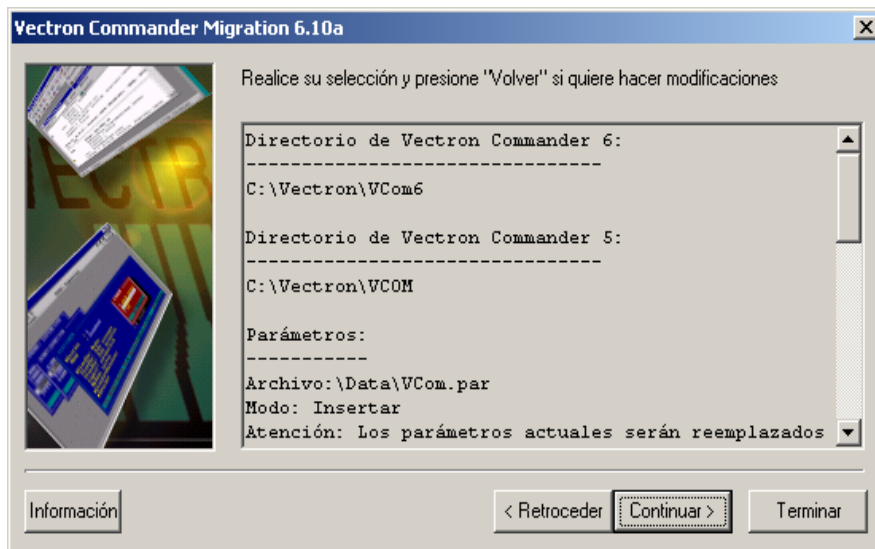 Vectron Commander Migration 6.10a
Realice su selección y presione "Volver" si quiere hacer modificaciones
Directorio de Vectron Commander 6:
-------------------------------
C:\Vectron\VCom6
Directorio de Vectron Commander 5:
-------------------------------
C:\Vectron\VCOM
Parámetros:
-----------
Archivo:\Data\VCom.par
Modo: Insertar
Atención: Los parámetros actuales serán reemplazados
Información
< Retroceder
Continuar >
Terminar